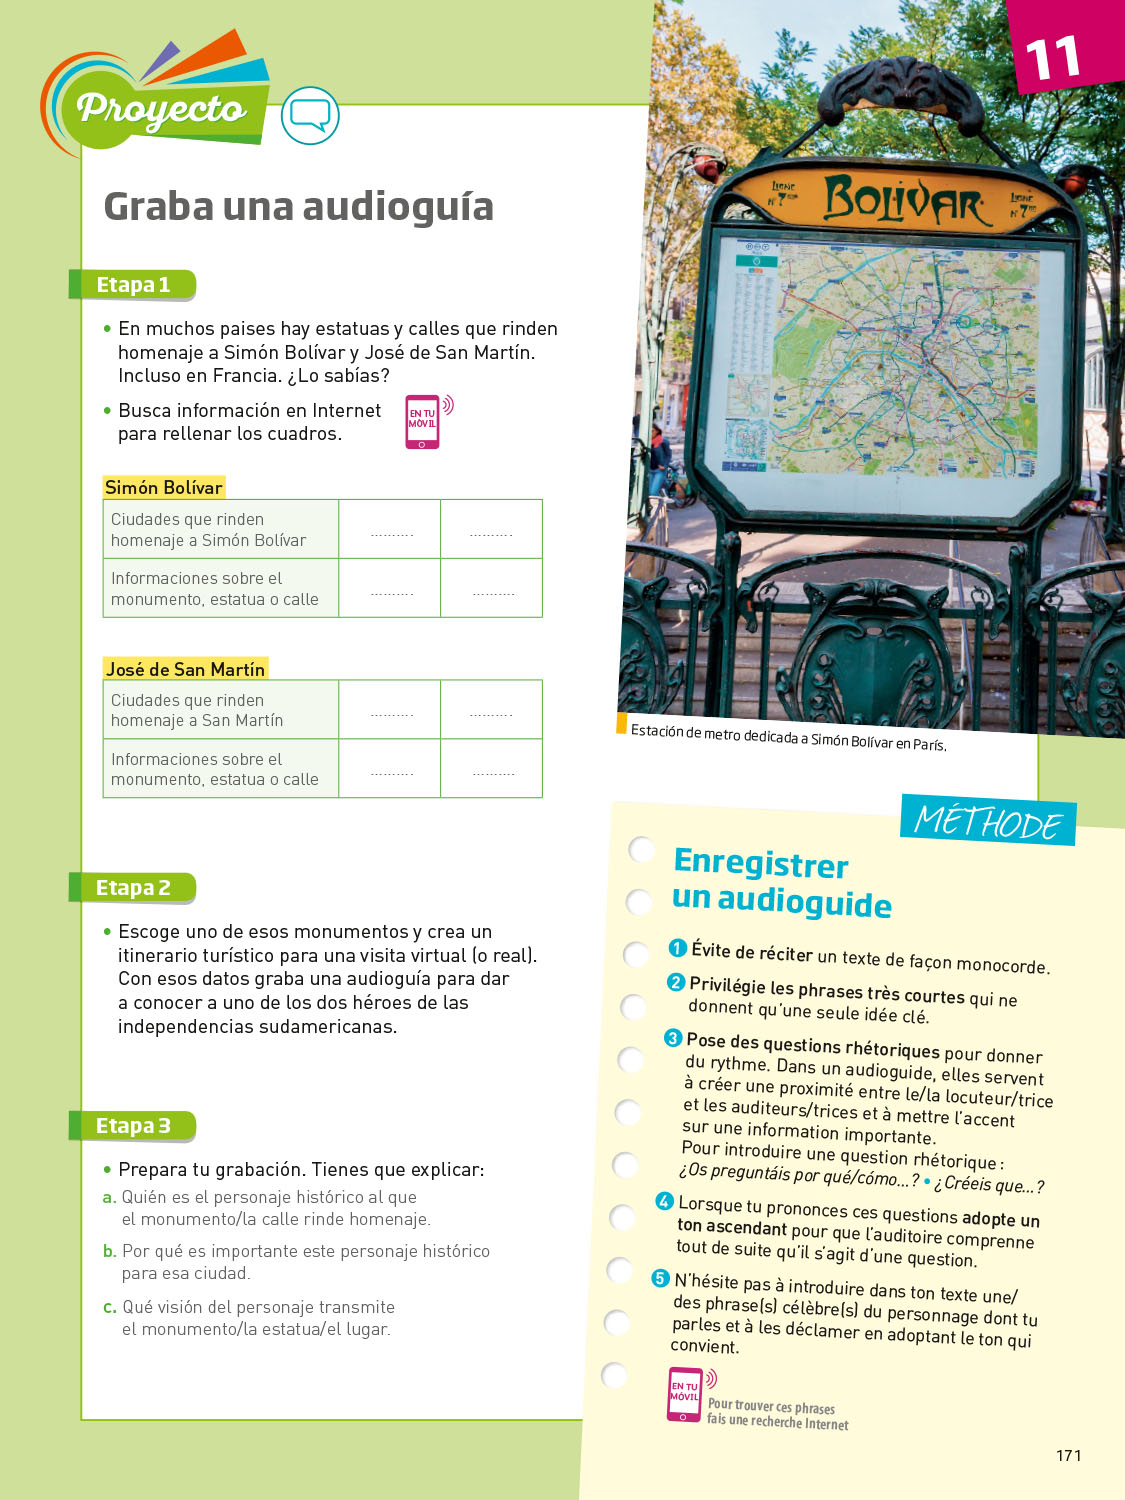 Proyecto
11
Graba una audioguía
Etapa 1
• En muchos paises hay estatuas y calles que rinden
homenaje a Simón Bolívar y José de San Martín.
Incluso en Francia. ¿Lo sabías?
• Busca información en Internet
para rellenar los cuadros.
EN TU
MÓVIL
Simón Bolívar
Ciudades que rinden
homenaje a Simón Bolívar
..........
..........
Informaciones sobre el
monumento, estatua o calle
..........
..........
José de San Martín
Ciudades que rinden
homenaje a San Martín
..........
..........
Informaciones sobre el
monumento, estatua o calle
..........
..........
Etapa 2
• Escoge uno de esos monumentos y crea un
itinerario turístico para una visita virtual (o real).
Con esos datos graba una audioguía para dar
a conocer a uno de los dos héroes de las
independencias sudamericanas.
Etapa 3
• Prepara tu grabación. Tienes que explicar:
a. Quién es el personaje histórico al que
el monumento/la calle rinde homenaje.
b. Por qué es importante este personaje histórico
para esa ciudad.
c. Qué visión del personaje transmite
el monumento/la estatua/el lugar.
LIGNE
N° 7
BOLIVAR
LIGNE
N° 7
Estación de metro dedicada a Simón Bolívar en París.
MÉTHODE
Enregistrer
un audioguide
1 Évite de réciter un texte de façon monocorde.
2 Privilégie les phrases très courtes qui ne
donnent qu'une seule idée clé.
3 Pose des questions rhétoriques pour donner
du rythme. Dans un audioguide, elles servent
à créer une proximité entre le/la locuteur/trice
et les auditeurs/trices et à mettre l'accent
sur une information importante.
Pour introduire une question rhétorique :
¿Os preguntáis por qué/cómo...? • ¿Créeis que...?
4 Lorsque tu prononces ces questions adopte un
ton ascendant pour que l'auditoire comprenne
tout de suite qu'il s'agit d'une question.
5 N'hésite pas à introduire dans ton texte une/
des phrase(s) célèbre(s) du personnage dont tu
parles et à les déclamer en adoptant le ton qui
convient.
EN TU
MÓVIL
Pour trouver ces phrases
fais une recherche Internet
171